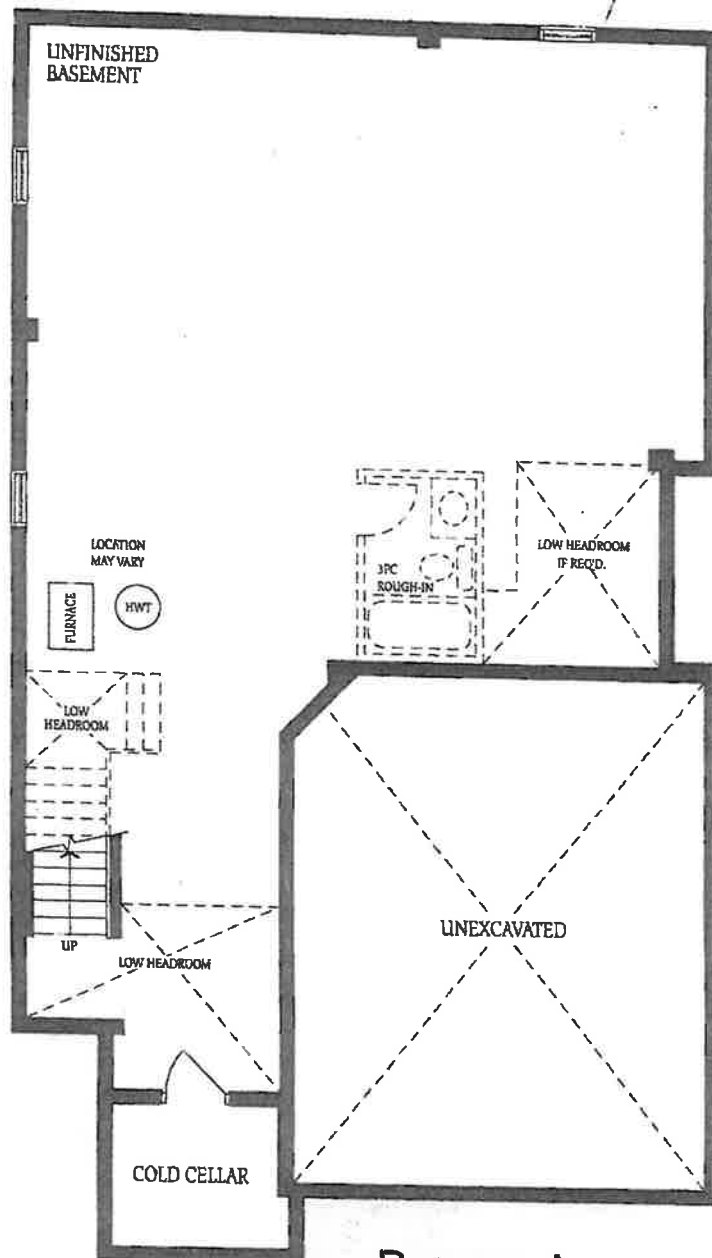 UNFINISHED
BASEMENT
LOCATION
MAY VARY
FURNACE
HWT
3PC
ROUGH-IN
LOW HEADROOM
IF REQ'D.
LOW
HEADROOM
UP
LOW HEADROOM
UNEXCAVATED
COLD CELLAR